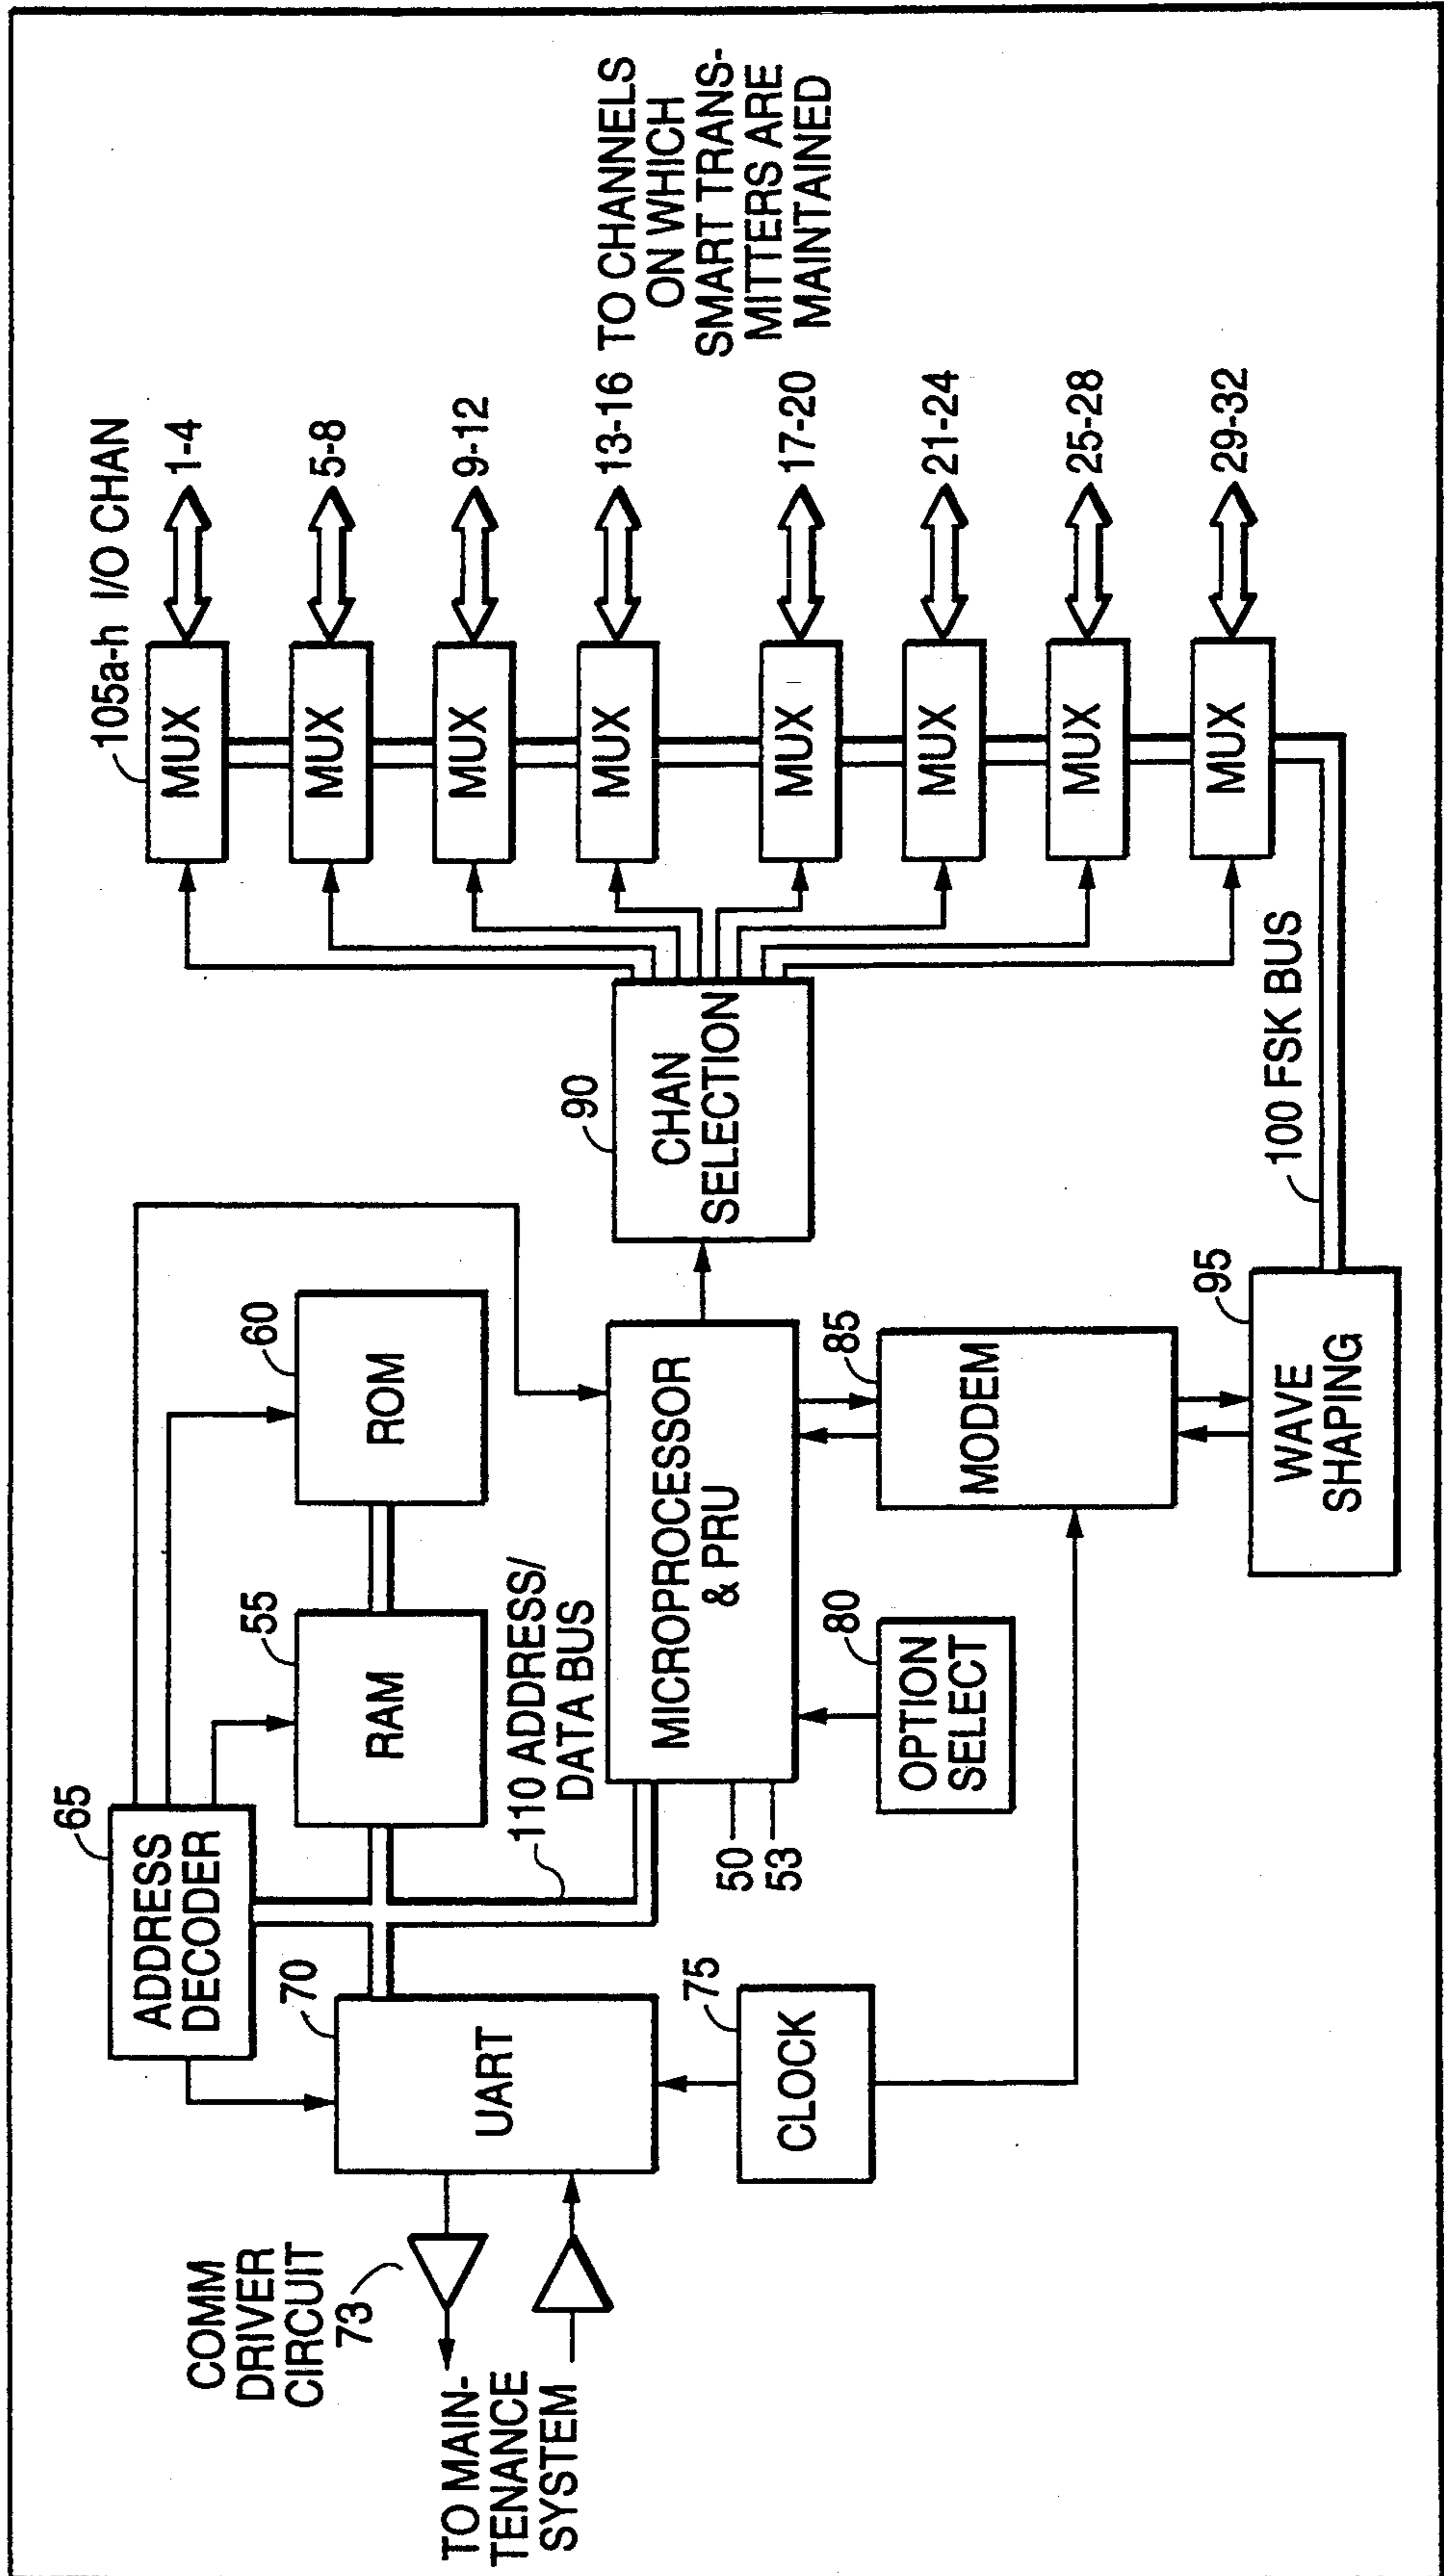 65
ADDRESS
DECODER
55
RAM
60
ROM
70
UART
COMM
DRIVER
CIRCUIT
73
TO MAIN-
TENANCE
SYSTEM
75
CLOCK
110 ADDRESS/
DATA BUS
MICROPROCESSOR
& PRU
50
53
80
OPTION
SELECT
85
MODEM
95
WAVE
SHAPING
90
CHAN
SELECTION
100 FSK BUS
105a-h I/O CHAN
MUX
1-4
MUX
5-8
MUX
9-12
MUX
13-16
MUX
17-20
MUX
21-24
MUX
25-28
MUX
29-32
TO CHANNELS
ON WHICH
SMART TRANS-
MITTERS ARE
MAINTAINED